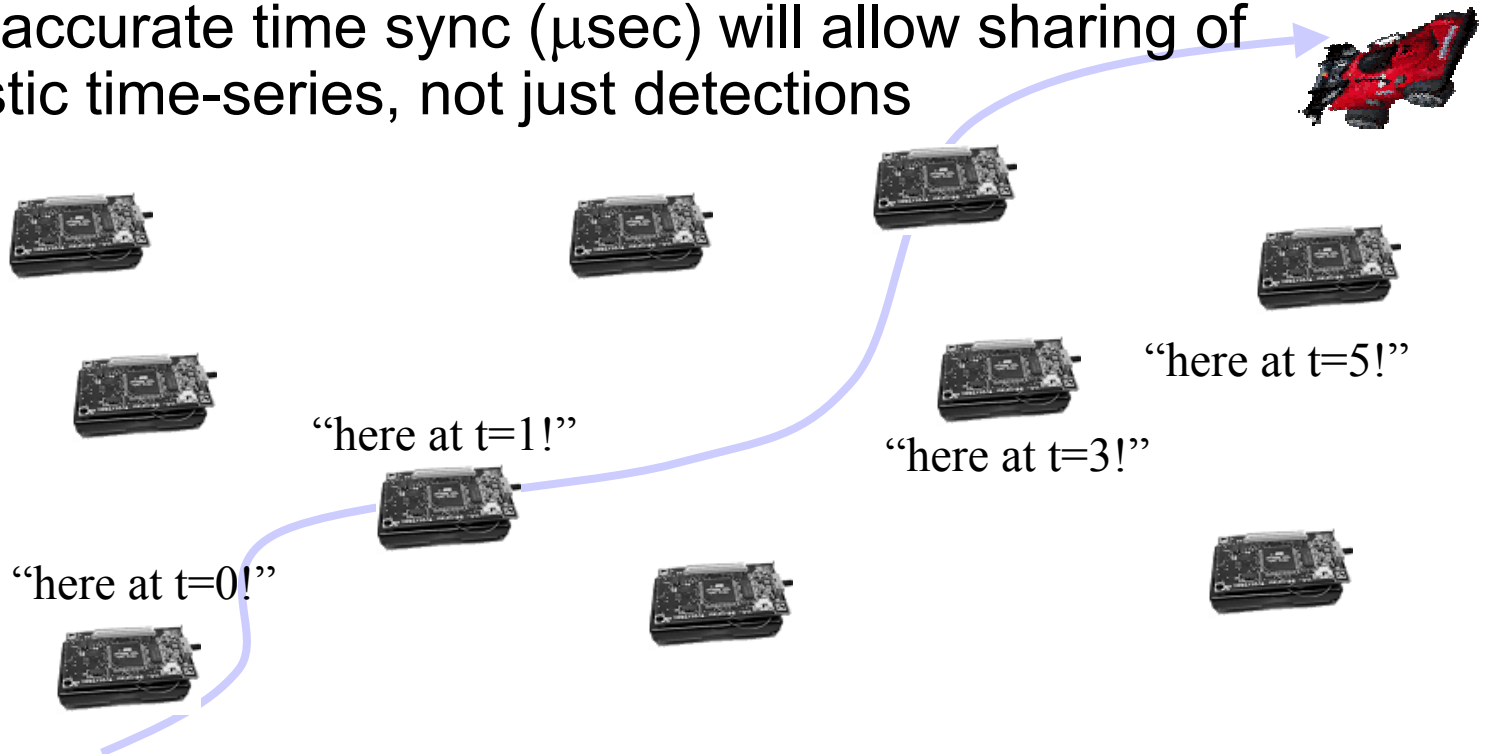 accurate time sync (μsec) will allow sharing of
stic time-series, not just detections
“here at t=5!”
“here at t=1!”
“here at t=3!”
“here at t=0!”